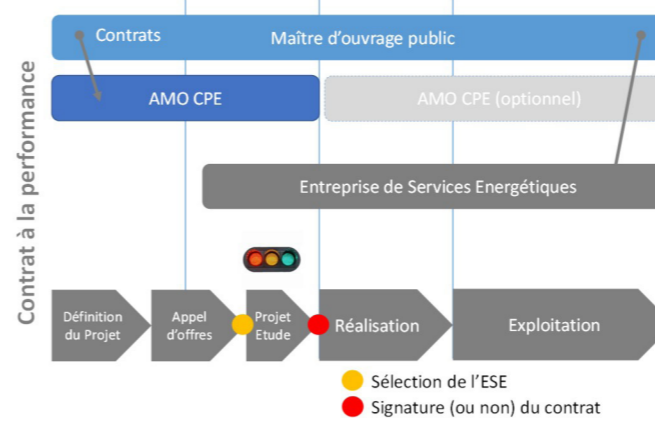 Contrats
Maître d'ouvrage public
AMO CPE
AMO CPE (optionnel)
Entreprise de Services Energétiques
Contrat à la performance
Définition
du Projet
Appel
d'offres
Projet
Etude
Réalisation
Exploitation
Sélection de l'ESE
Signature (ou non) du contrat